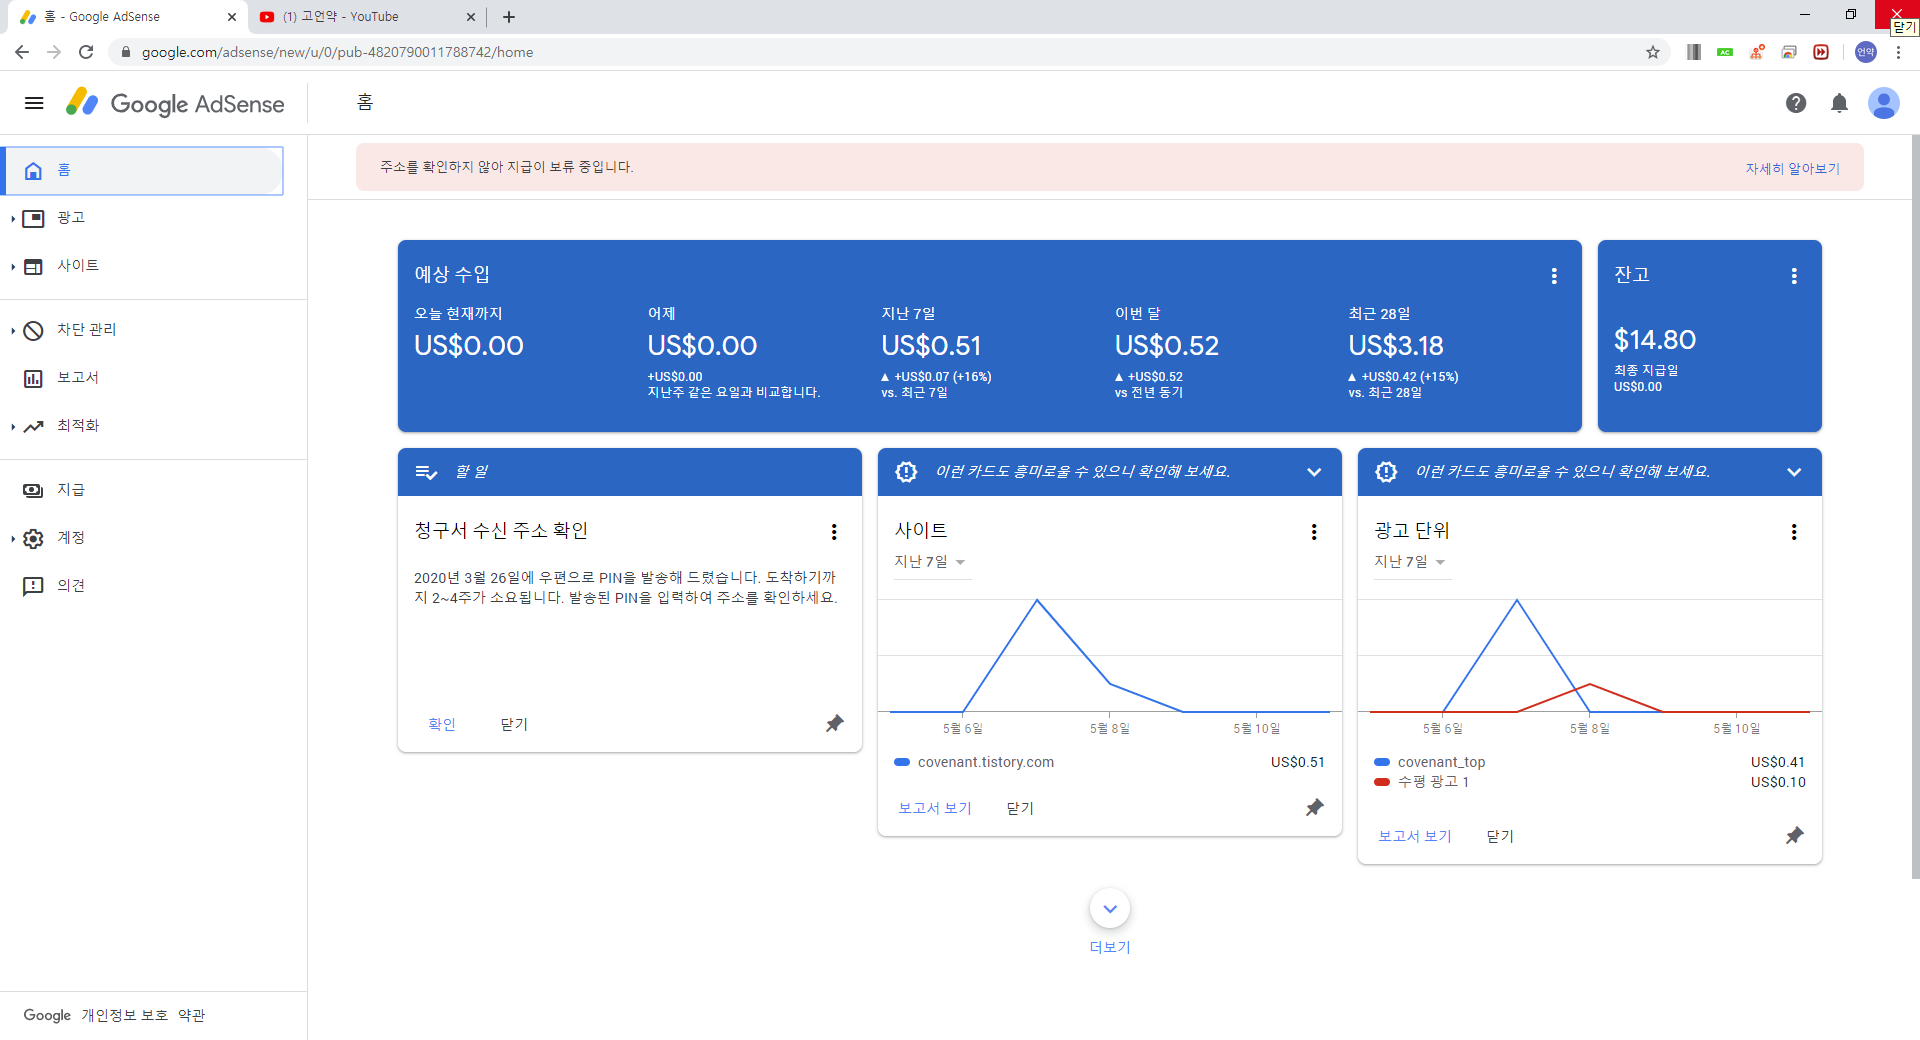 홈 - Google AdSense
(1) 고언약 - YouTube
닫기
google.com/adsense/new/u/0/pub-4820790011788742/home
AC
언약
Google AdSense
홈
홈
광고
사이트
차단 관리
보고서
최적화
지급
계정
의견
주소를 확인하지 않아 지급이 보류 중입니다.
자세히 알아보기
예상 수입
오늘 현재까지
US$0.00
어제
US$0.00
+US$0.00
지난주 같은 요일과 비교합니다.
지난 7일
US$0.51
▲ +US$0.07 (+16%)
vs. 최근 7일
이번 달
US$0.52
▲ +US$0.52
vs 전년 동기
최근 28일
US$3.18
▲ +US$0.42 (+15%)
vs. 최근 28일
잔고
$14.80
최종 지급일
US$0.00
할 일
청구서 수신 주소 확인
2020년 3월 26일에 우편으로 PIN을 발송해 드렸습니다. 도착하기까
지 2~4주가 소요됩니다. 발송된 PIN을 입력하여 주소를 확인하세요.
확인
닫기
이런 카드도 흥미로울 수 있으니 확인해 보세요.
사이트
지난 7일
5월 6일
5월 8일
5월 10일
covenant.tistory.com
US$0.51
보고서 보기
닫기
이런 카드도 흥미로울 수 있으니 확인해 보세요.
광고 단위
지난 7일
5월 6일
5월 8일
5월 10일
covenant_top
US$0.41
수평 광고 1
US$0.10
보고서 보기
닫기
더보기
Google 개인정보 보호 약관